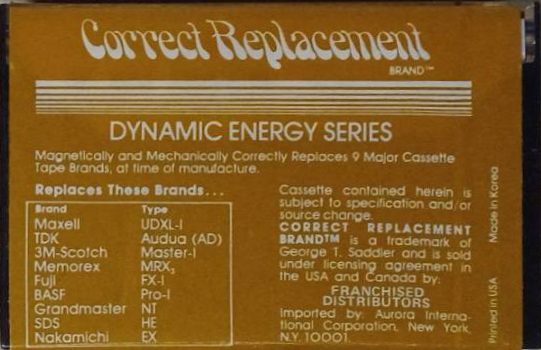 Correct Replacement
BRAND™
DYNAMIC ENERGY SERIES
Magnetically and Mechanically Correctly Replaces 9 Major Cassette
Tape Brands, at time of manufacture.
Replaces These Brands...
Brand Type
Maxell UDXL-I
TDK Audua (AD)
3M-Scotch Master-I
Memorex MRX₃
Fuji FX-I
BASF Pro-I
Grandmaster NT
SDS HE
Nakamichi EX
Cassette contained herein is
subject to specification and/or
source change.
CORRECT REPLACEMENT
BRAND™ is a trademark of
George T. Saddler and is sold
under licensing agreement in
the USA and Canada by:
FRANCHISED
DISTRIBUTORS
Imported by: Aurora Interna-
tional Corporation, New York,
N.Y. 10001.
Printed in USA Made in Korea